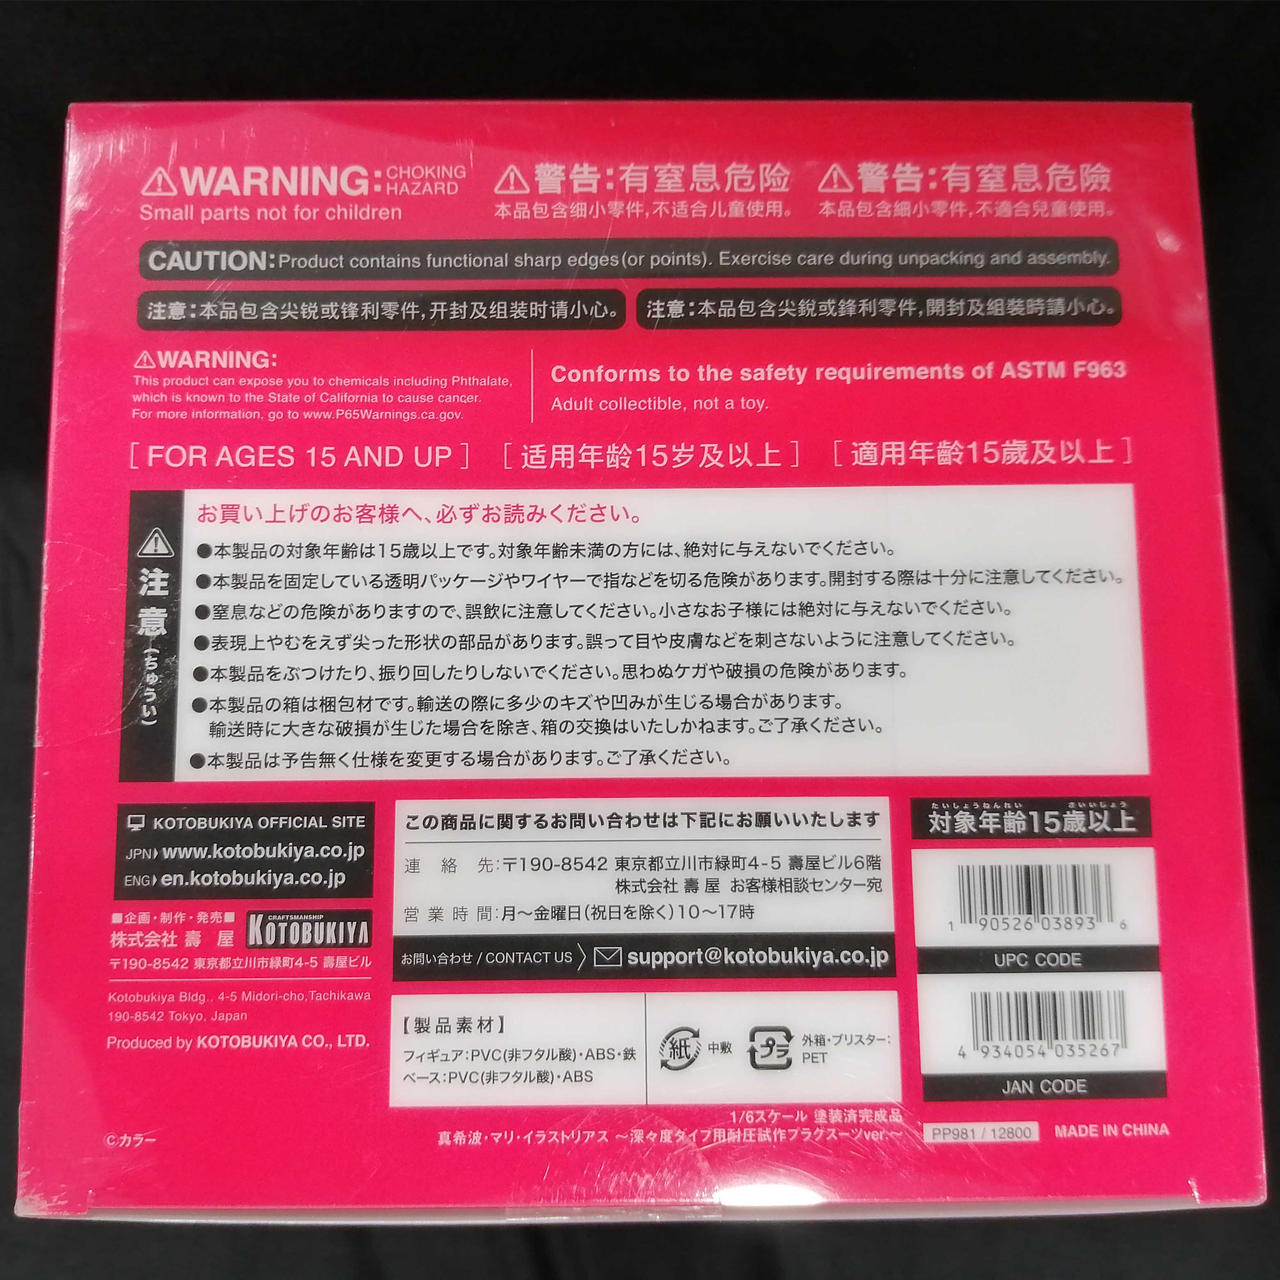 ⚠WARNING: CHOKING HAZARD
Small parts not for children
⚠警告:有窒息危险
本品包含细小零件,不适合儿童使用。
⚠警告:有窒息危險
本品包含細小零件,不適合兒童使用。
CAUTION:Product contains functional sharp edges(or points). Exercise care during unpacking and assembly.
注意:本品包含尖锐或锋利零件,开封及组装时请小心。
注意:本品包含尖銳或鋒利零件,開封及組裝時請小心。
⚠WARNING:
This product can expose you to chemicals including Phthalate,
which is known to the State of California to cause cancer.
For more information, go to www.P65Warnings.ca.gov.
Conforms to the safety requirements of ASTM F963
Adult collectible, not a toy.
[ FOR AGES 15 AND UP ]
[ 适用年龄15岁及以上 ]
[ 適用年齡15歲及以上 ]
⚠注意(ちゅうい)
お買い上げのお客様へ、必ずお読みください。
●本製品の対象年齢は15歳以上です。対象年齢未満の方には、絶対に与えないでください。
●本製品を固定している透明パッケージやワイヤーで指などを切る危険があります。開封する際は十分に注意してください。
●窒息などの危険がありますので、誤飲に注意してください。小さなお子様には絶対に与えないでください。
●表現上やむをえず尖った形状の部品があります。誤って目や皮膚などを刺さないように注意してください。
●本製品をぶつけたり、振り回したりしないでください。思わぬケガや破損の危険があります。
●本製品の箱は梱包材です。輸送の際に多少のキズや凹みが生じる場合があります。
輸送時に大きな破損が生じた場合を除き、箱の交換はいたしかねます。ご了承ください。
●本製品は予告無く仕様を変更する場合があります。ご了承ください。
KOTOBUKIYA OFFICIAL SITE
JPN www.kotobukiya.co.jp
ENG en.kotobukiya.co.jp
■企画・制作・発売■
株式会社 壽 屋
CRAFTSMANSHIP
KOTOBUKIYA
〒190-8542 東京都立川市緑町4-5 壽屋ビル
Kotobukiya Bldg., 4-5 Midori-cho,Tachikawa
190-8542 Tokyo, Japan
Produced by KOTOBUKIYA CO., LTD.
©カラー
この商品に関するお問い合わせは下記にお願いいたします
連 絡 先:〒190-8542 東京都立川市緑町4-5 壽屋ビル6階
株式会社 壽 屋 お客様相談センター宛
営業時間:月〜金曜日(祝日を除く)10〜17時
お問い合わせ / CONTACT US support@kotobukiya.co.jp
【製品素材】
フィギュア:PVC(非フタル酸)・ABS・鉄
ベース:PVC(非フタル酸)・ABS
紙 中敷
プラ 外箱・ブリスター:
PET
たいしょうねんれい さいいじょう
対象年齢15歳以上
1 90526 03893 6
UPC CODE
4 934054 035267
JAN CODE
1/6スケール 塗装済完成品
真希波・マリ・イラストリアス 〜深々度ダイブ用耐圧試作プラグスーツver.〜
PP981 / 12800
MADE IN CHINA